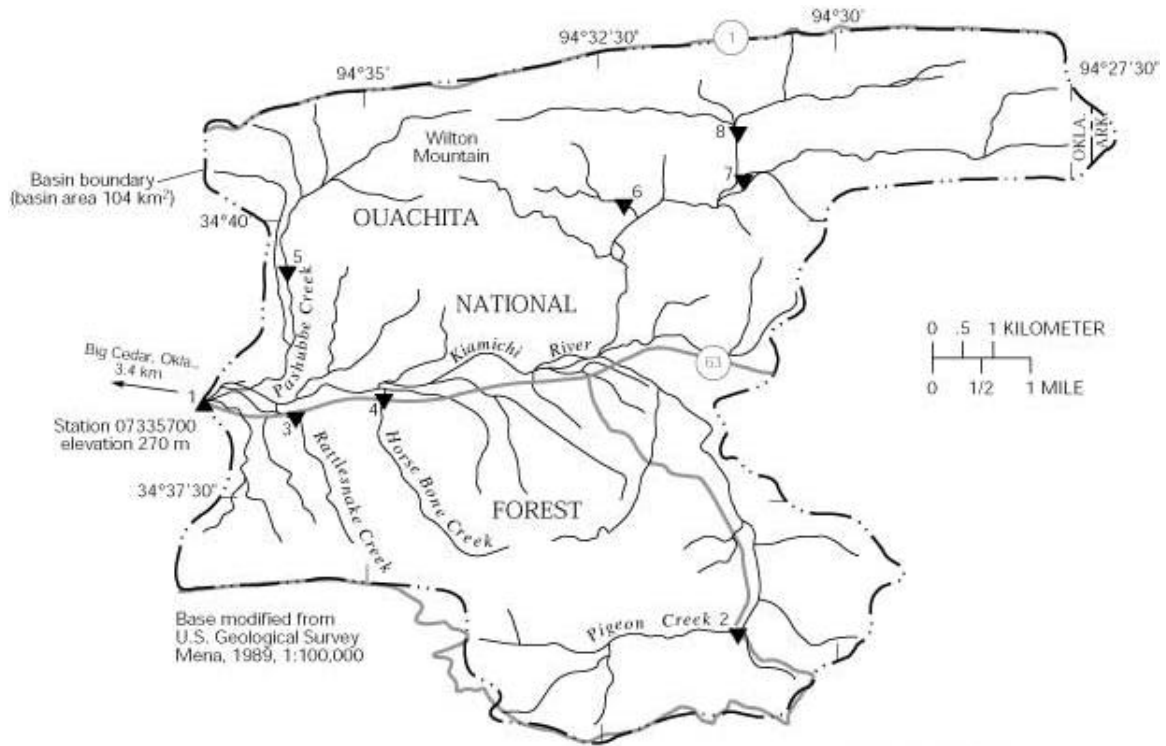 94°30'
1
94°32'30"
94°27'30"
94°35'
OKLA.
ARK.
8
Wilton
Mountain
7
Basin boundary
(basin area 104 km²)
6
34°40'
OUACHITA
5
Pashubbe Creek
NATIONAL
0 .5 1 KILOMETER
0 1/2 1 MILE
Kiamichi River
63
Big Cedar, Okla.,
3.4 km
1
4
Station 07335700
elevation 270 m
3
Rattlesnake Creek
Horse Bone Creek
34°37'30"
FOREST
Base modified from
U.S. Geological Survey
Mena, 1989, 1:100,000
Pigeon Creek
2